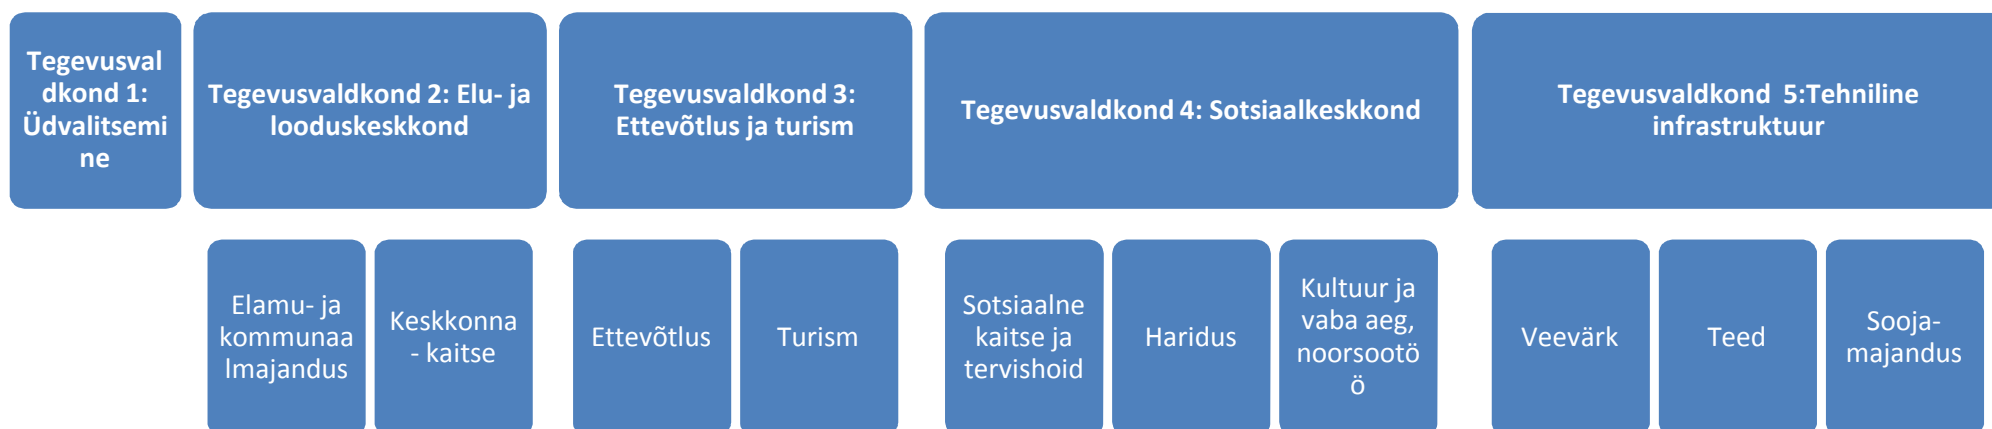 Tegevusval
dkond 1:
Üdvalitsemi
ne
Tegevusvaldkond 2: Elu- ja
looduskeskkond
Tegevusvaldkond 3:
Ettevõtlus ja turism
Tegevusvaldkond 4: Sotsiaalkeskkond
Tegevusvaldkond 5:Tehniline
infrastruktuur
Elamu- ja
kommunaa
lmajandus
Keskkonna
- kaitse
Ettevõtlus
Turism
Sotsiaalne
kaitse ja
tervishoid
Haridus
Kultuur ja
vaba aeg,
noorsootö
ö
Veevärk
Teed
Sooja-
majandus